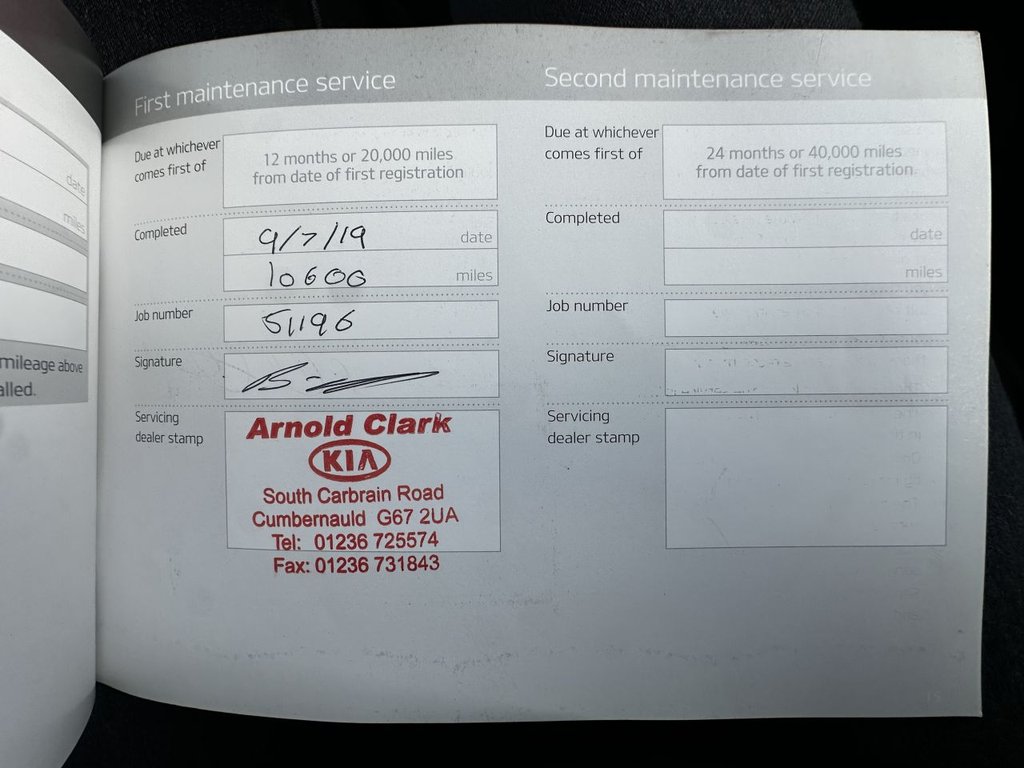 date
miles
mileage above
alled.
First maintenance service
Due at whichever
comes first of
12 months or 20,000 miles
from date of first registration
Completed
9/7/19 date
10600 miles
Job number
51196
Signature
Servicing
dealer stamp
Arnold Clark
KIA
South Carbrain Road
Cumbernauld G67 2UA
Tel: 01236 725574
Fax: 01236 731843
Second maintenance service
Due at whichever
comes first of
24 months or 40,000 miles
from date of first registration
Completed
date
miles
Job number
Signature
Servicing
dealer stamp
15